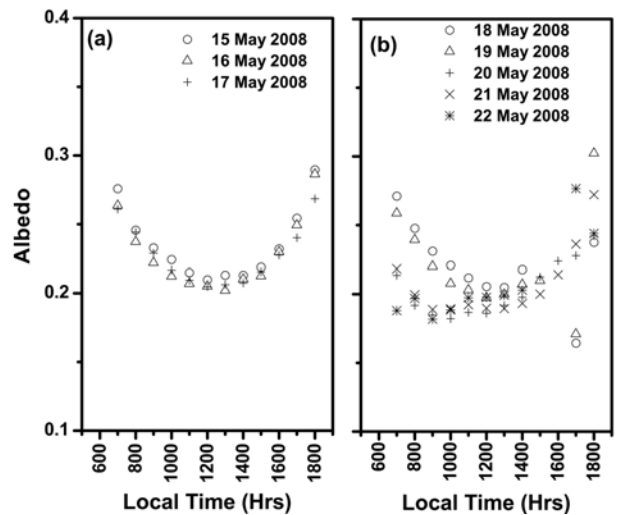 0.4
0.3
0.2
0.1
Albedo
(a)
15 May 2008
16 May 2008
17 May 2008
600
800
1000
1200
1400
1600
1800
Local Time (Hrs)
(b)
18 May 2008
19 May 2008
20 May 2008
21 May 2008
22 May 2008
600
800
1000
1200
1400
1600
1800
Local Time (Hrs)